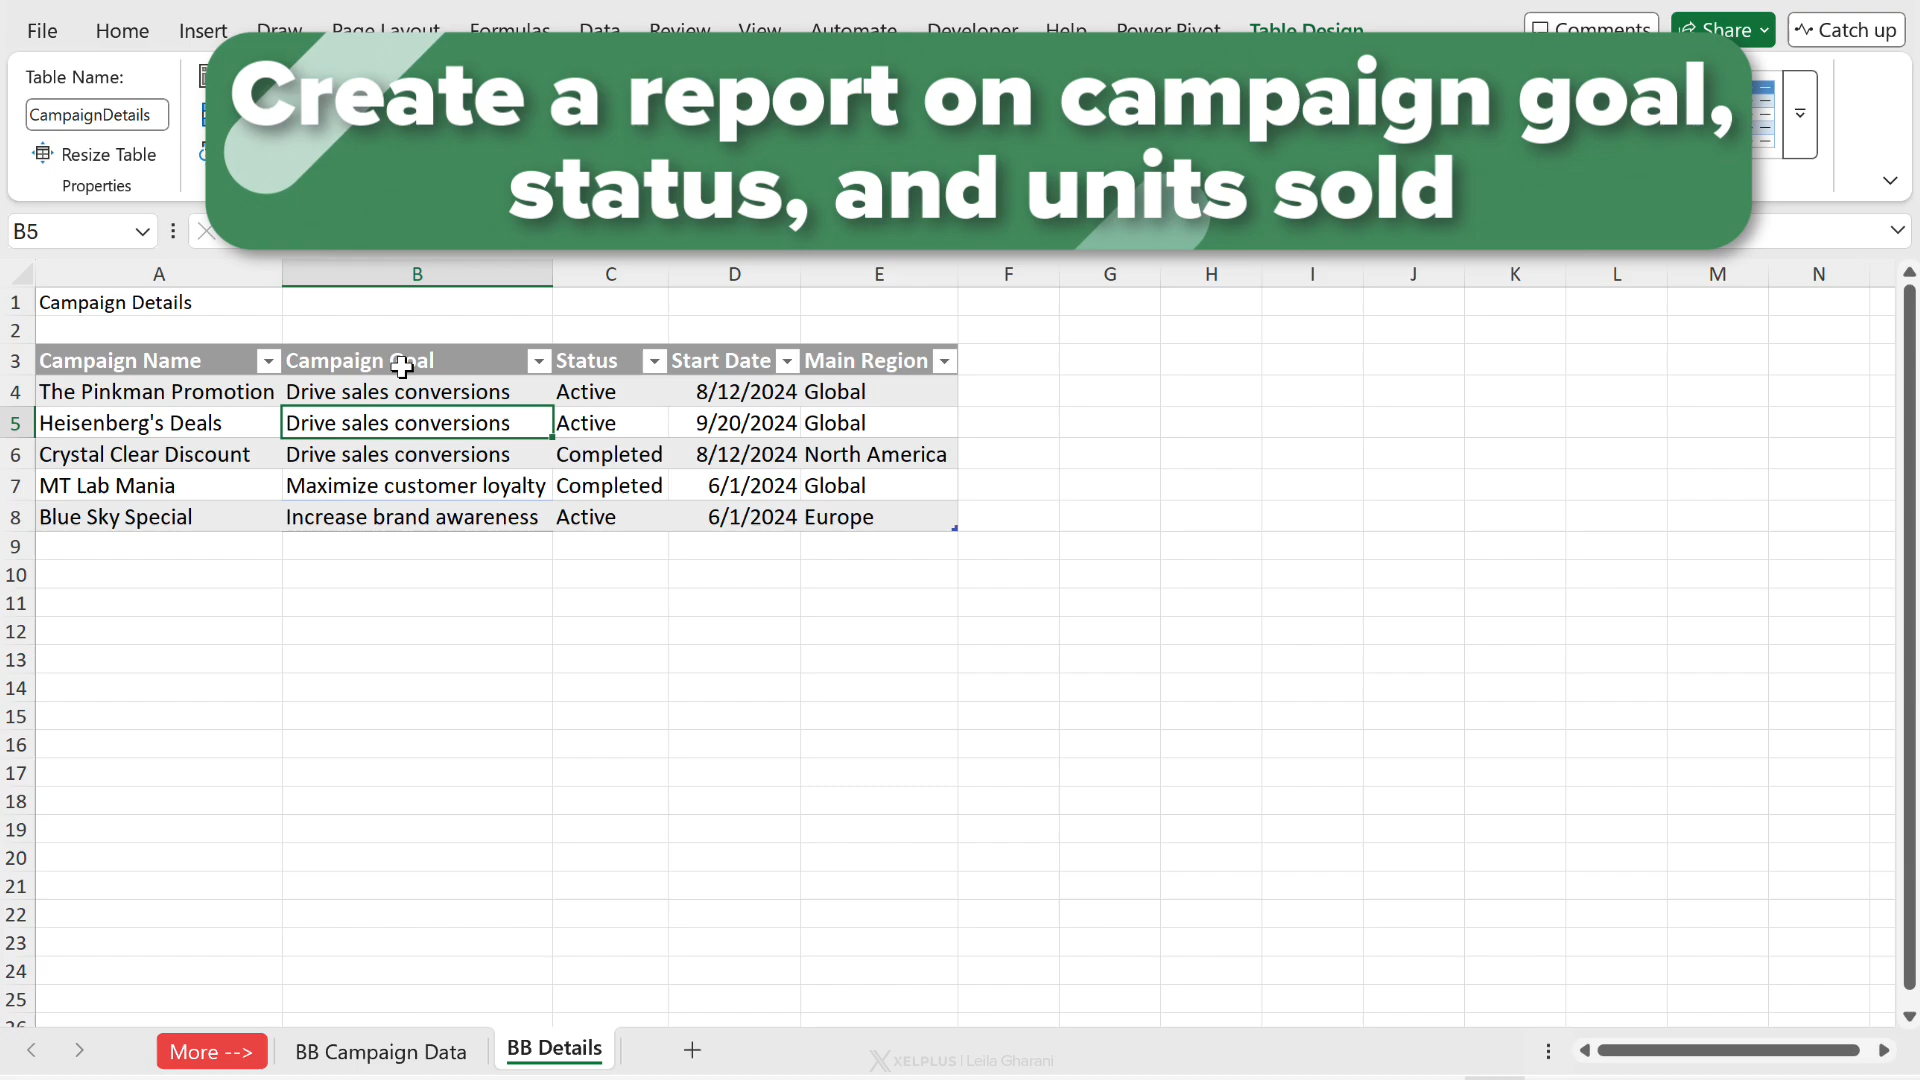 File Home Insert Draw Page Layout Formulas Data Review View Automate Developer Help Power Pivot Table Design Comments Share Catch up
Create a report on campaign goal,
status, and units sold
Table Name:
CampaignDetails
Resize Table
Properties
B5
A B C D E F G H I J K L M N
1 Campaign Details
2
3 Campaign Name Campaign Goal Status Start Date Main Region
4 The Pinkman Promotion Drive sales conversions Active 8/12/2024 Global
5 Heisenberg's Deals Drive sales conversions Active 9/20/2024 Global
6 Crystal Clear Discount Drive sales conversions Completed 8/12/2024 North America
7 MT Lab Mania Maximize customer loyalty Completed 6/1/2024 Global
8 Blue Sky Special Increase brand awareness Active 6/1/2024 Europe
9
10
11
12
13
14
15
16
17
18
19
20
21
22
23
24
25
26
More --> BB Campaign Data BB Details
XELPLUS | Leila Gharani